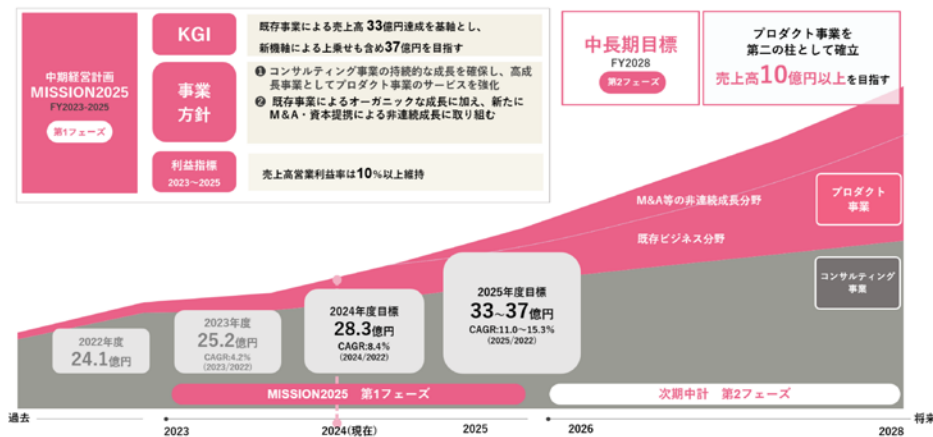 中期経営計画
MISSION2025
FY2023-2025
第1フェーズ
KGI
既存事業による売上高 33億円達成を基軸とし、
新機軸による上乗せも含め37億円を目指す
事業
方針
❶ コンサルティング事業の持続的な成長を確保し、高成
長事業としてプロダクト事業のサービスを強化
❷ 既存事業によるオーガニックな成長に加え、新たに
M&A・資本提携による非連続成長に取り組む
利益指標
2023～2025
売上高営業利益率は10%以上維持
中長期目標
FY2028
第2フェーズ
プロダクト事業を
第二の柱として確立
売上高10億円以上を目指す
M&A等の非連続成長分野
既存ビジネス分野
プロダクト
事業
コンサルティング
事業
2022年度
24.1億円
2023年度
25.2億円
CAGR:4.2%
(2023/2022)
2024年度目標
28.3億円
CAGR:8.4%
(2024/2022)
2025年度目標
33～37億円
CAGR:11.0～15.3%
(2025/2022)
MISSION2025 第1フェーズ
次期中計 第2フェーズ
過去
2023
2024(現在)
2025
2026
2028
将来